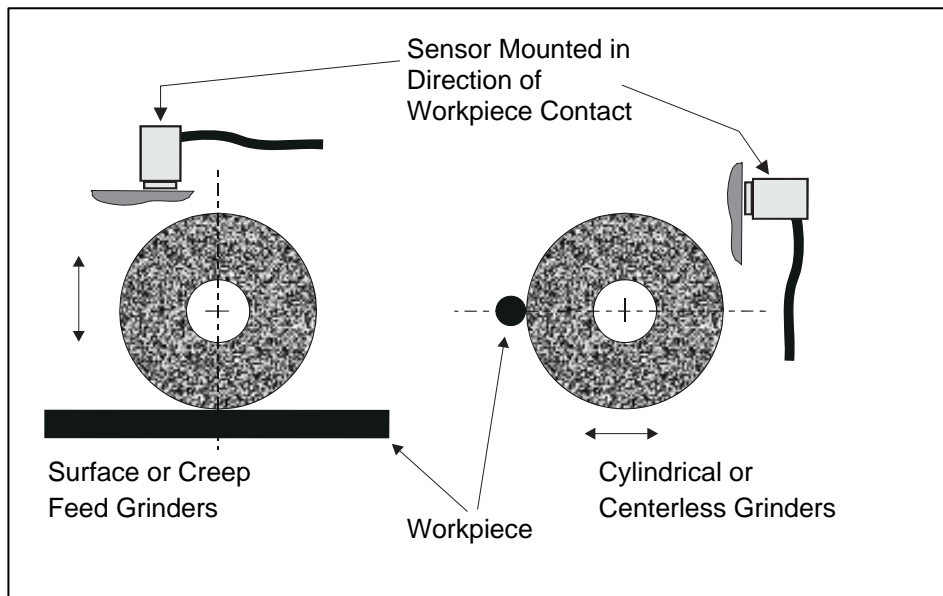 Sensor Mounted in
Direction of
Workpiece Contact
Surface or Creep
Feed Grinders
Cylindrical or
Centerless Grinders
Workpiece